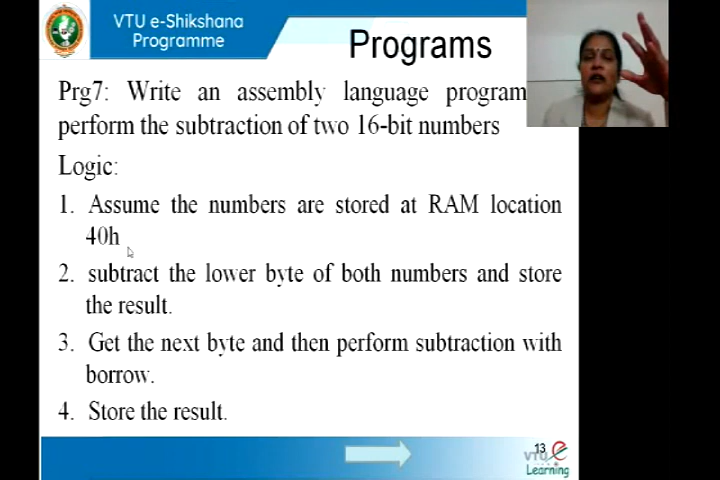 VTU e-Shikshana
Programme
Programs
Prg7: Write an assembly language program
perform the subtraction of two 16-bit numbers
Logic:
1. Assume the numbers are stored at RAM location
40h
2. subtract the lower byte of both numbers and store
the result.
3. Get the next byte and then perform subtraction with
borrow.
4. Store the result.
13
VTU e
Learning